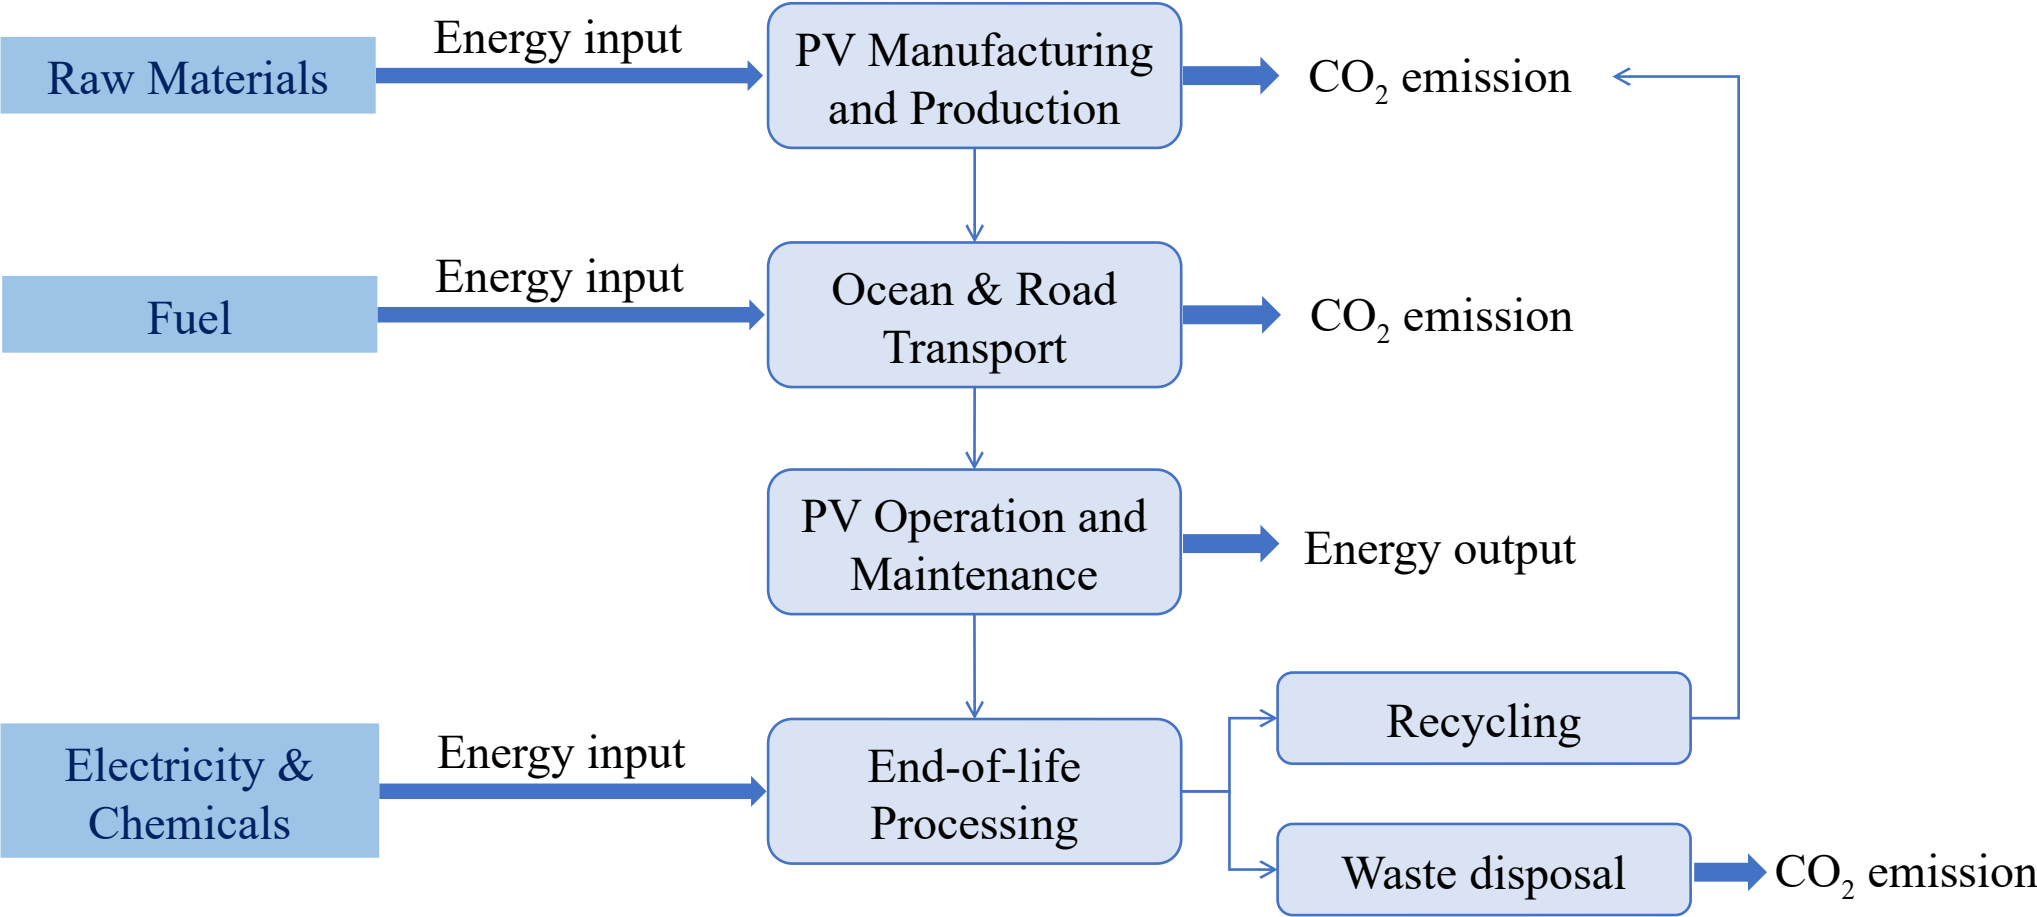 Raw Materials
Energy input
PV Manufacturing
and Production
CO₂ emission
Fuel
Energy input
Ocean & Road
Transport
CO₂ emission
PV Operation and
Maintenance
Energy output
Electricity &
Chemicals
Energy input
End-of-life
Processing
Recycling
Waste disposal
CO₂ emission